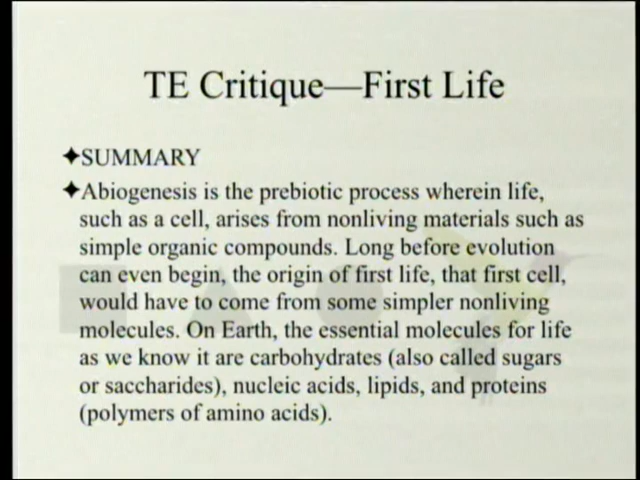 TE Critique—First Life
✦SUMMARY
✦Abiogenesis is the prebiotic process wherein life,
such as a cell, arises from nonliving materials such as
simple organic compounds. Long before evolution
can even begin, the origin of first life, that first cell,
would have to come from some simpler nonliving
molecules. On Earth, the essential molecules for life
as we know it are carbohydrates (also called sugars
or saccharides), nucleic acids, lipids, and proteins
(polymers of amino acids).